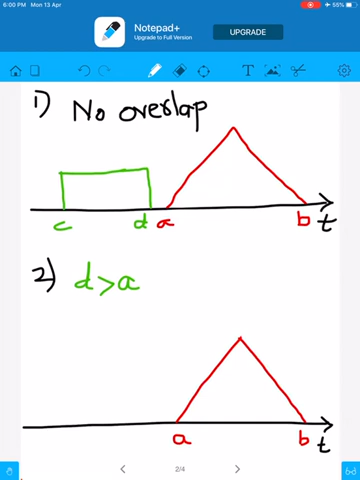 6:00 PM Mon 13 Apr
55%
Notepad+
Upgrade to Full Version
UPGRADE
T
1) No overlap
c d a b t
2) d>a
a b t
2/4